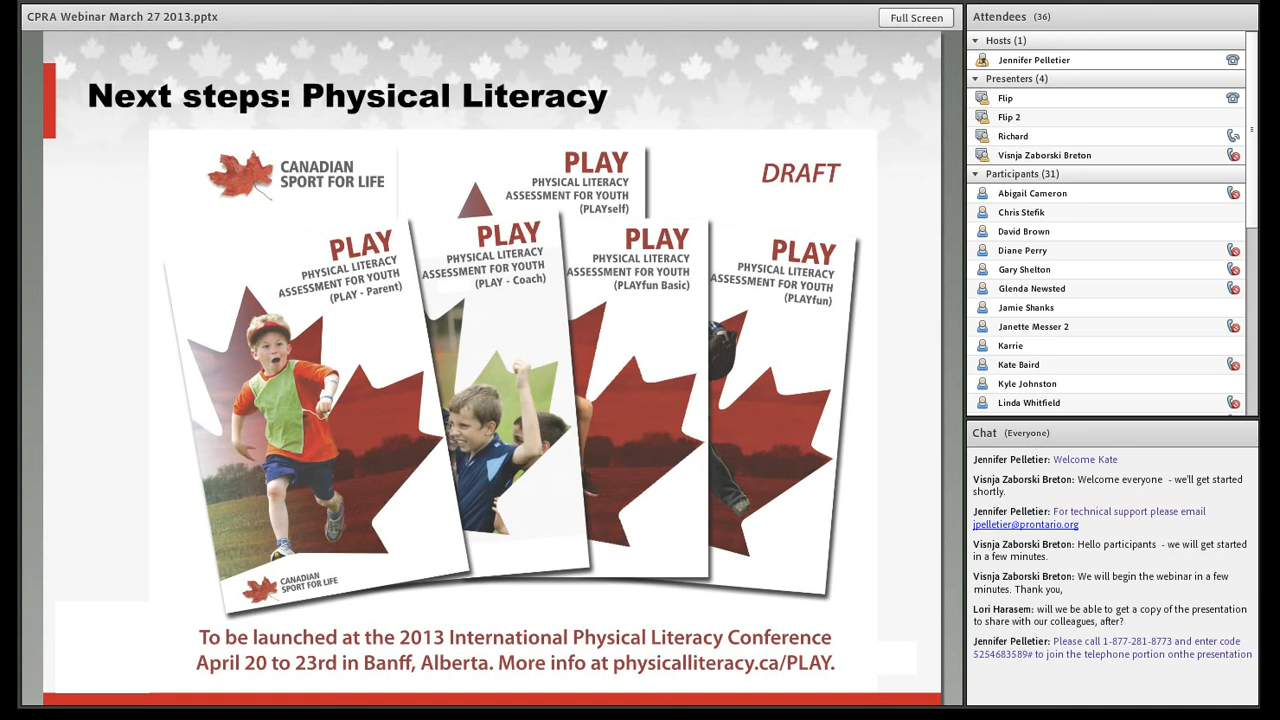 CPRA Webinar March 27 2013.pptx
Full Screen
Next steps: Physical Literacy
CANADIAN
SPORT FOR LIFE
PLAY
PHYSICAL LITERACY
ASSESSMENT FOR YOUTH
(PLAYself)
DRAFT
PLAY
PHYSICAL LITERACY
ASSESSMENT FOR YOUTH
(PLAY - Parent)
PLAY
PHYSICAL LITERACY
ASSESSMENT FOR YOUTH
(PLAY - Coach)
PLAY
PHYSICAL LITERACY
ASSESSMENT FOR YOUTH
(PLAYfun Basic)
PLAY
PHYSICAL LITERACY
ASSESSMENT FOR YOUTH
(PLAYfun)
CANADIAN
SPORT FOR LIFE
To be launched at the 2013 International Physical Literacy Conference
April 20 to 23rd in Banff, Alberta. More info at physicalliteracy.ca/PLAY.
Attendees (36)
Hosts (1)
Jennifer Pelletier
Presenters (4)
Flip
Flip 2
Richard
Visnja Zaborski Breton
Participants (31)
Abigail Cameron
Chris Stefik
David Brown
Diane Perry
Gary Shelton
Glenda Newsted
Jamie Shanks
Janette Messer 2
Karrie
Kate Baird
Kyle Johnston
Linda Whitfield
Chat (Everyone)
Jennifer Pelletier: Welcome Kate
Visnja Zaborski Breton: Welcome everyone - we'll get started
shortly.
Jennifer Pelletier: For technical support please email
jpelletier@prontario.org
Visnja Zaborski Breton: Hello participants - we will get started
in a few minutes.
Visnja Zaborski Breton: We will begin the webinar in a few
minutes. Thank you,
Lori Harasem: will we be able to get a copy of the presentation
to share with our colleagues, after?
Jennifer Pelletier: Please call 1-877-281-8773 and enter code
5254683589# to join the telephone portion onthe presentation